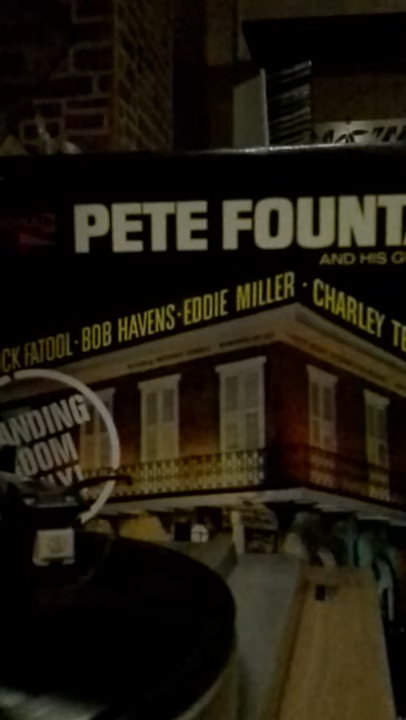 PETE FOUNT
AND HIS G
CK FATOOL · BOB HAVENS · EDDIE MILLER · CHARLEY TE
ANDING
OOM